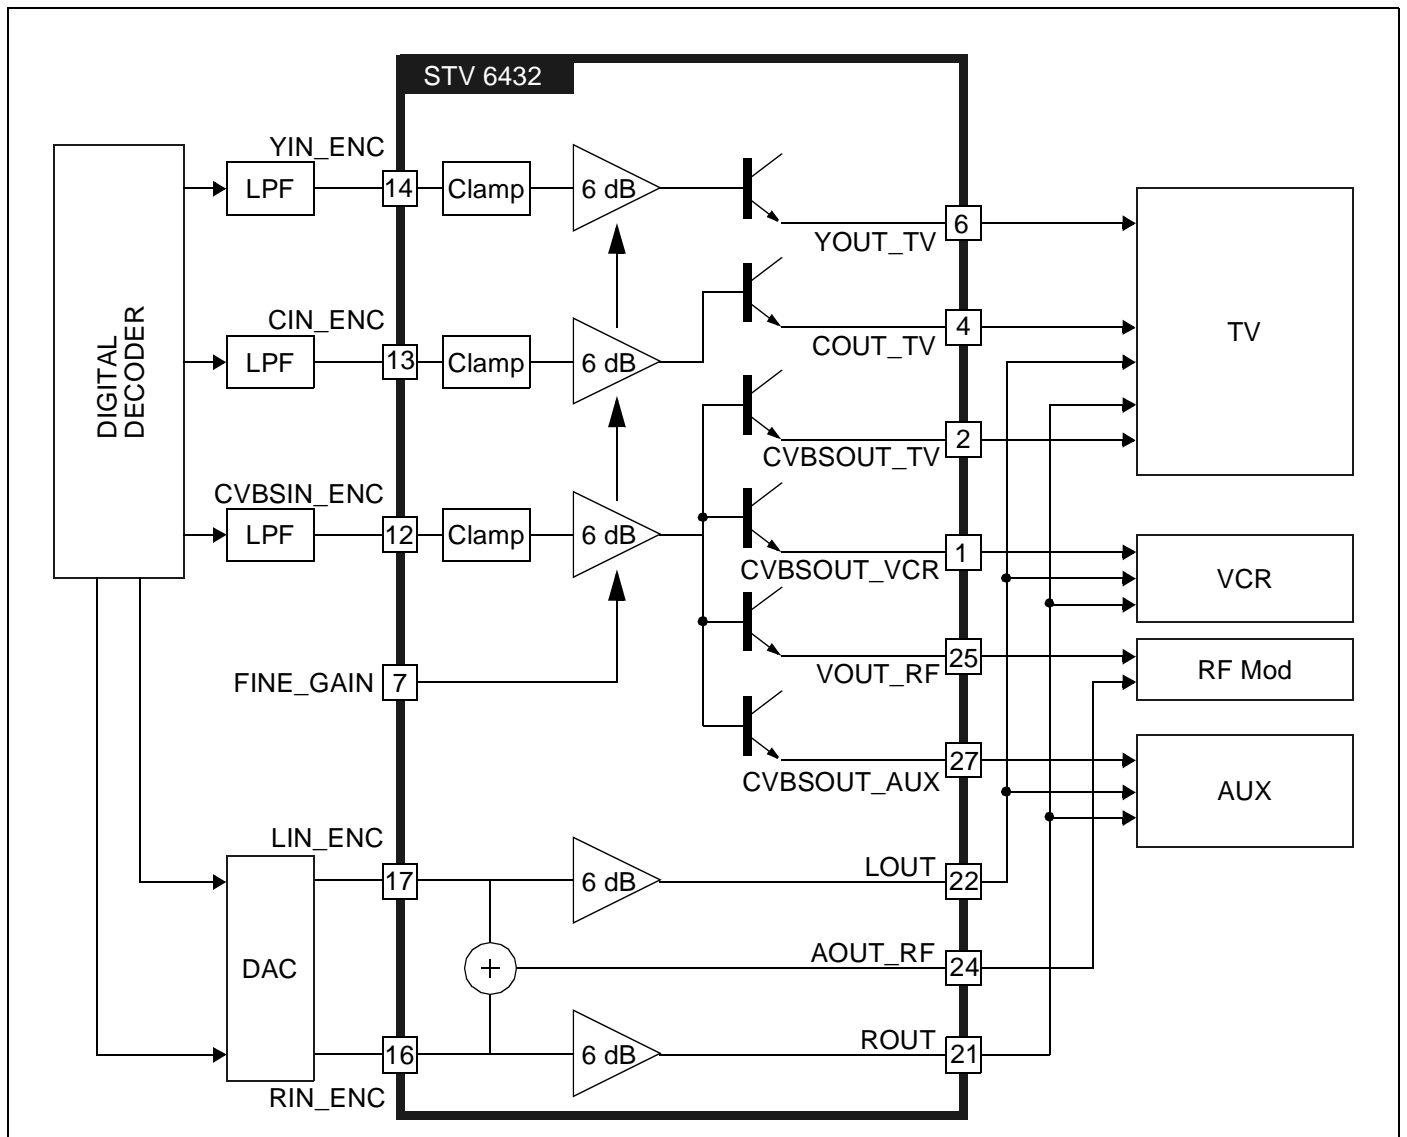 STV 6432
YIN_ENC
LPF
14
Clamp
6 dB
6
YOUT_TV
DIGITAL
DECODER
CIN_ENC
LPF
13
Clamp
6 dB
4
COUT_TV
TV
2
CVBSOUT_TV
CVBSIN_ENC
LPF
12
Clamp
6 dB
1
CVBSOUT_VCR
VCR
FINE_GAIN
7
25
VOUT_RF
RF Mod
27
CVBSOUT_AUX
AUX
LIN_ENC
17
6 dB
LOUT
22
DAC
+
AOUT_RF
24
16
6 dB
ROUT
21
RIN_ENC